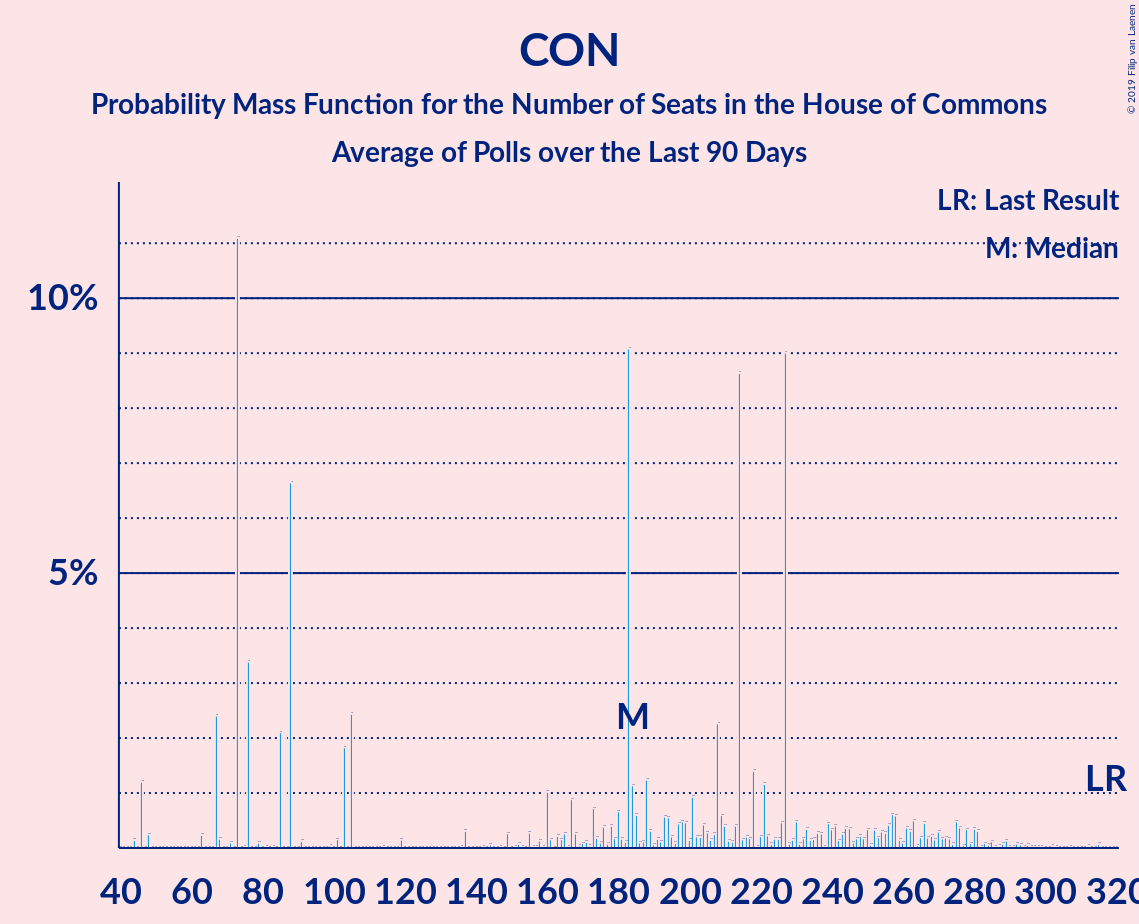 © 2019 Filip van Laenen
CON
Probability Mass Function for the Number of Seats in the House of Commons
Average of Polls over the Last 90 Days
LR: Last Result
M: Median
10%
5%
M
LR
40 60 80 100 120 140 160 180 200 220 240 260 280 300 320